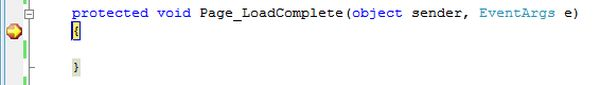 protected void Page_LoadComplete(object sender, EventArgs e)
{
}